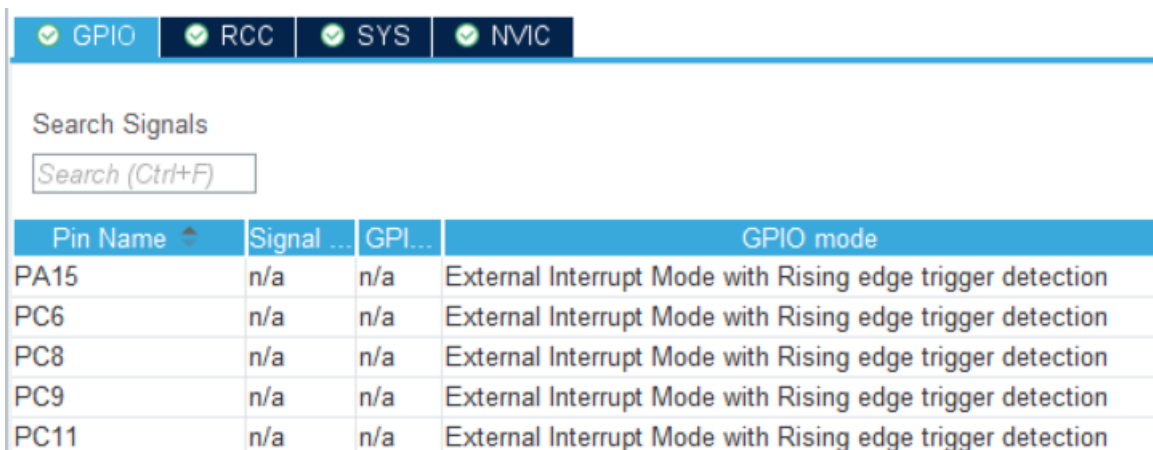 GPIO RCC SYS NVIC
Search Signals
Search (Ctrl+F)
Pin Name Signal ... GPI... GPIO mode
PA15 n/a n/a External Interrupt Mode with Rising edge trigger detection
PC6 n/a n/a External Interrupt Mode with Rising edge trigger detection
PC8 n/a n/a External Interrupt Mode with Rising edge trigger detection
PC9 n/a n/a External Interrupt Mode with Rising edge trigger detection
PC11 n/a n/a External Interrupt Mode with Rising edge trigger detection